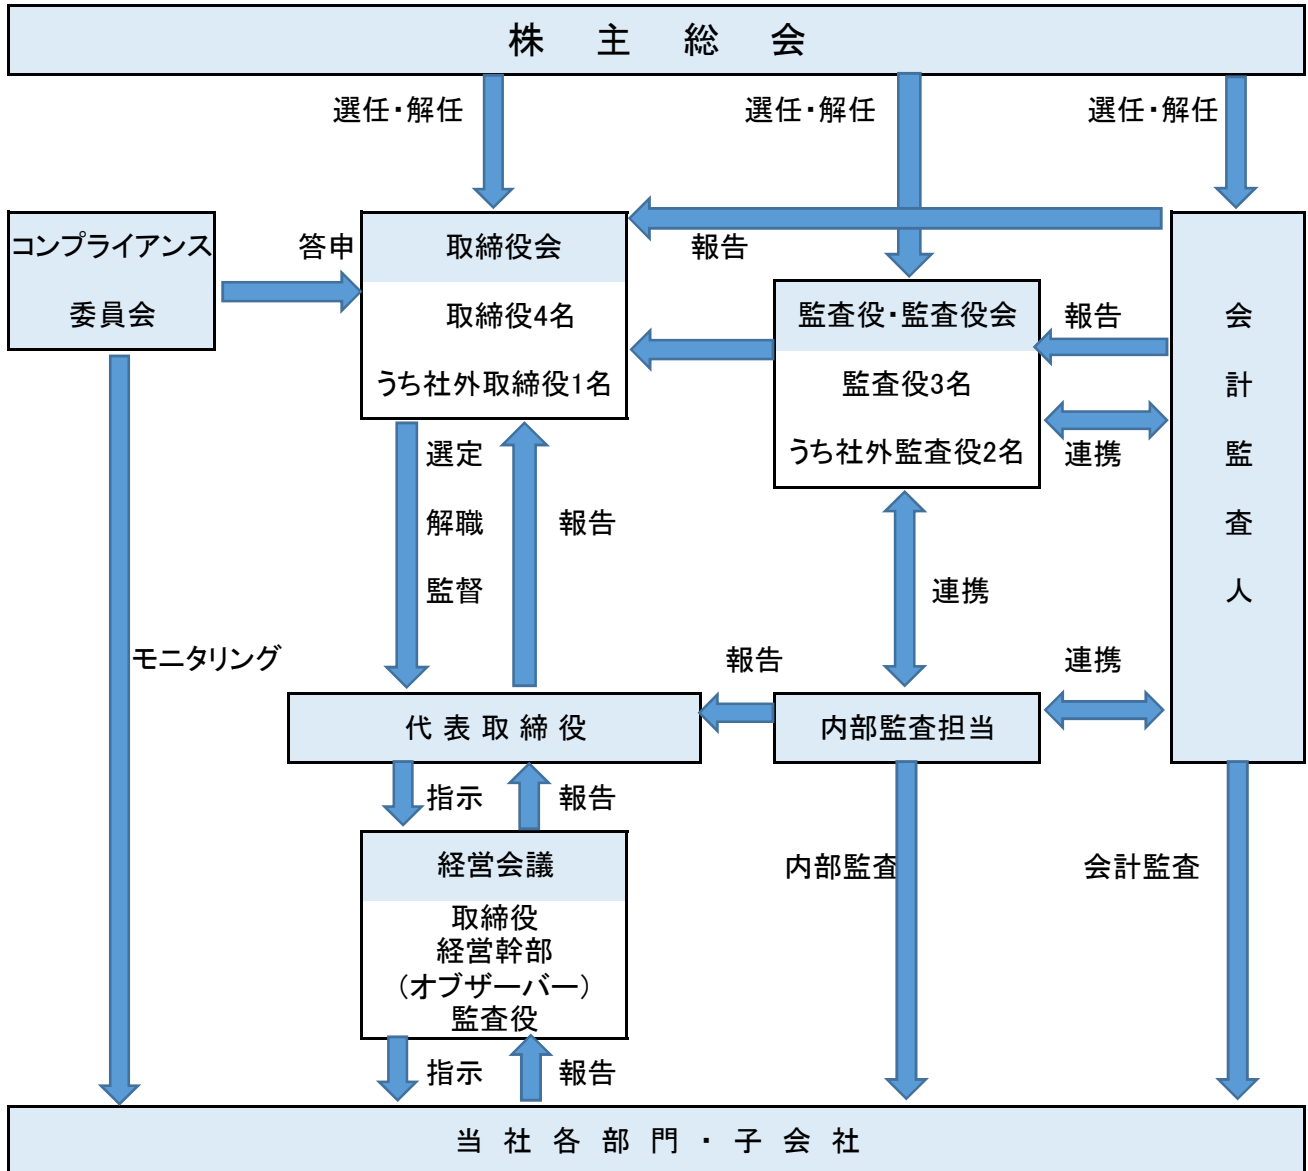 株 主 総 会
選任・解任
選任・解任
選任・解任
コンプライアンス
委員会
答申
取締役会
取締役4名
うち社外取締役1名
報告
監査役・監査役会
監査役3名
うち社外監査役2名
報告
連携
会
計
監
査
人
選定
解職
監督
報告
連携
モニタリング
報告
連携
代 表 取 締 役
内部監査担当
指示
報告
経営会議
取締役
経営幹部
(オブザーバー)
監査役
内部監査
会計監査
指示
報告
当 社 各 部 門 ・ 子 会 社